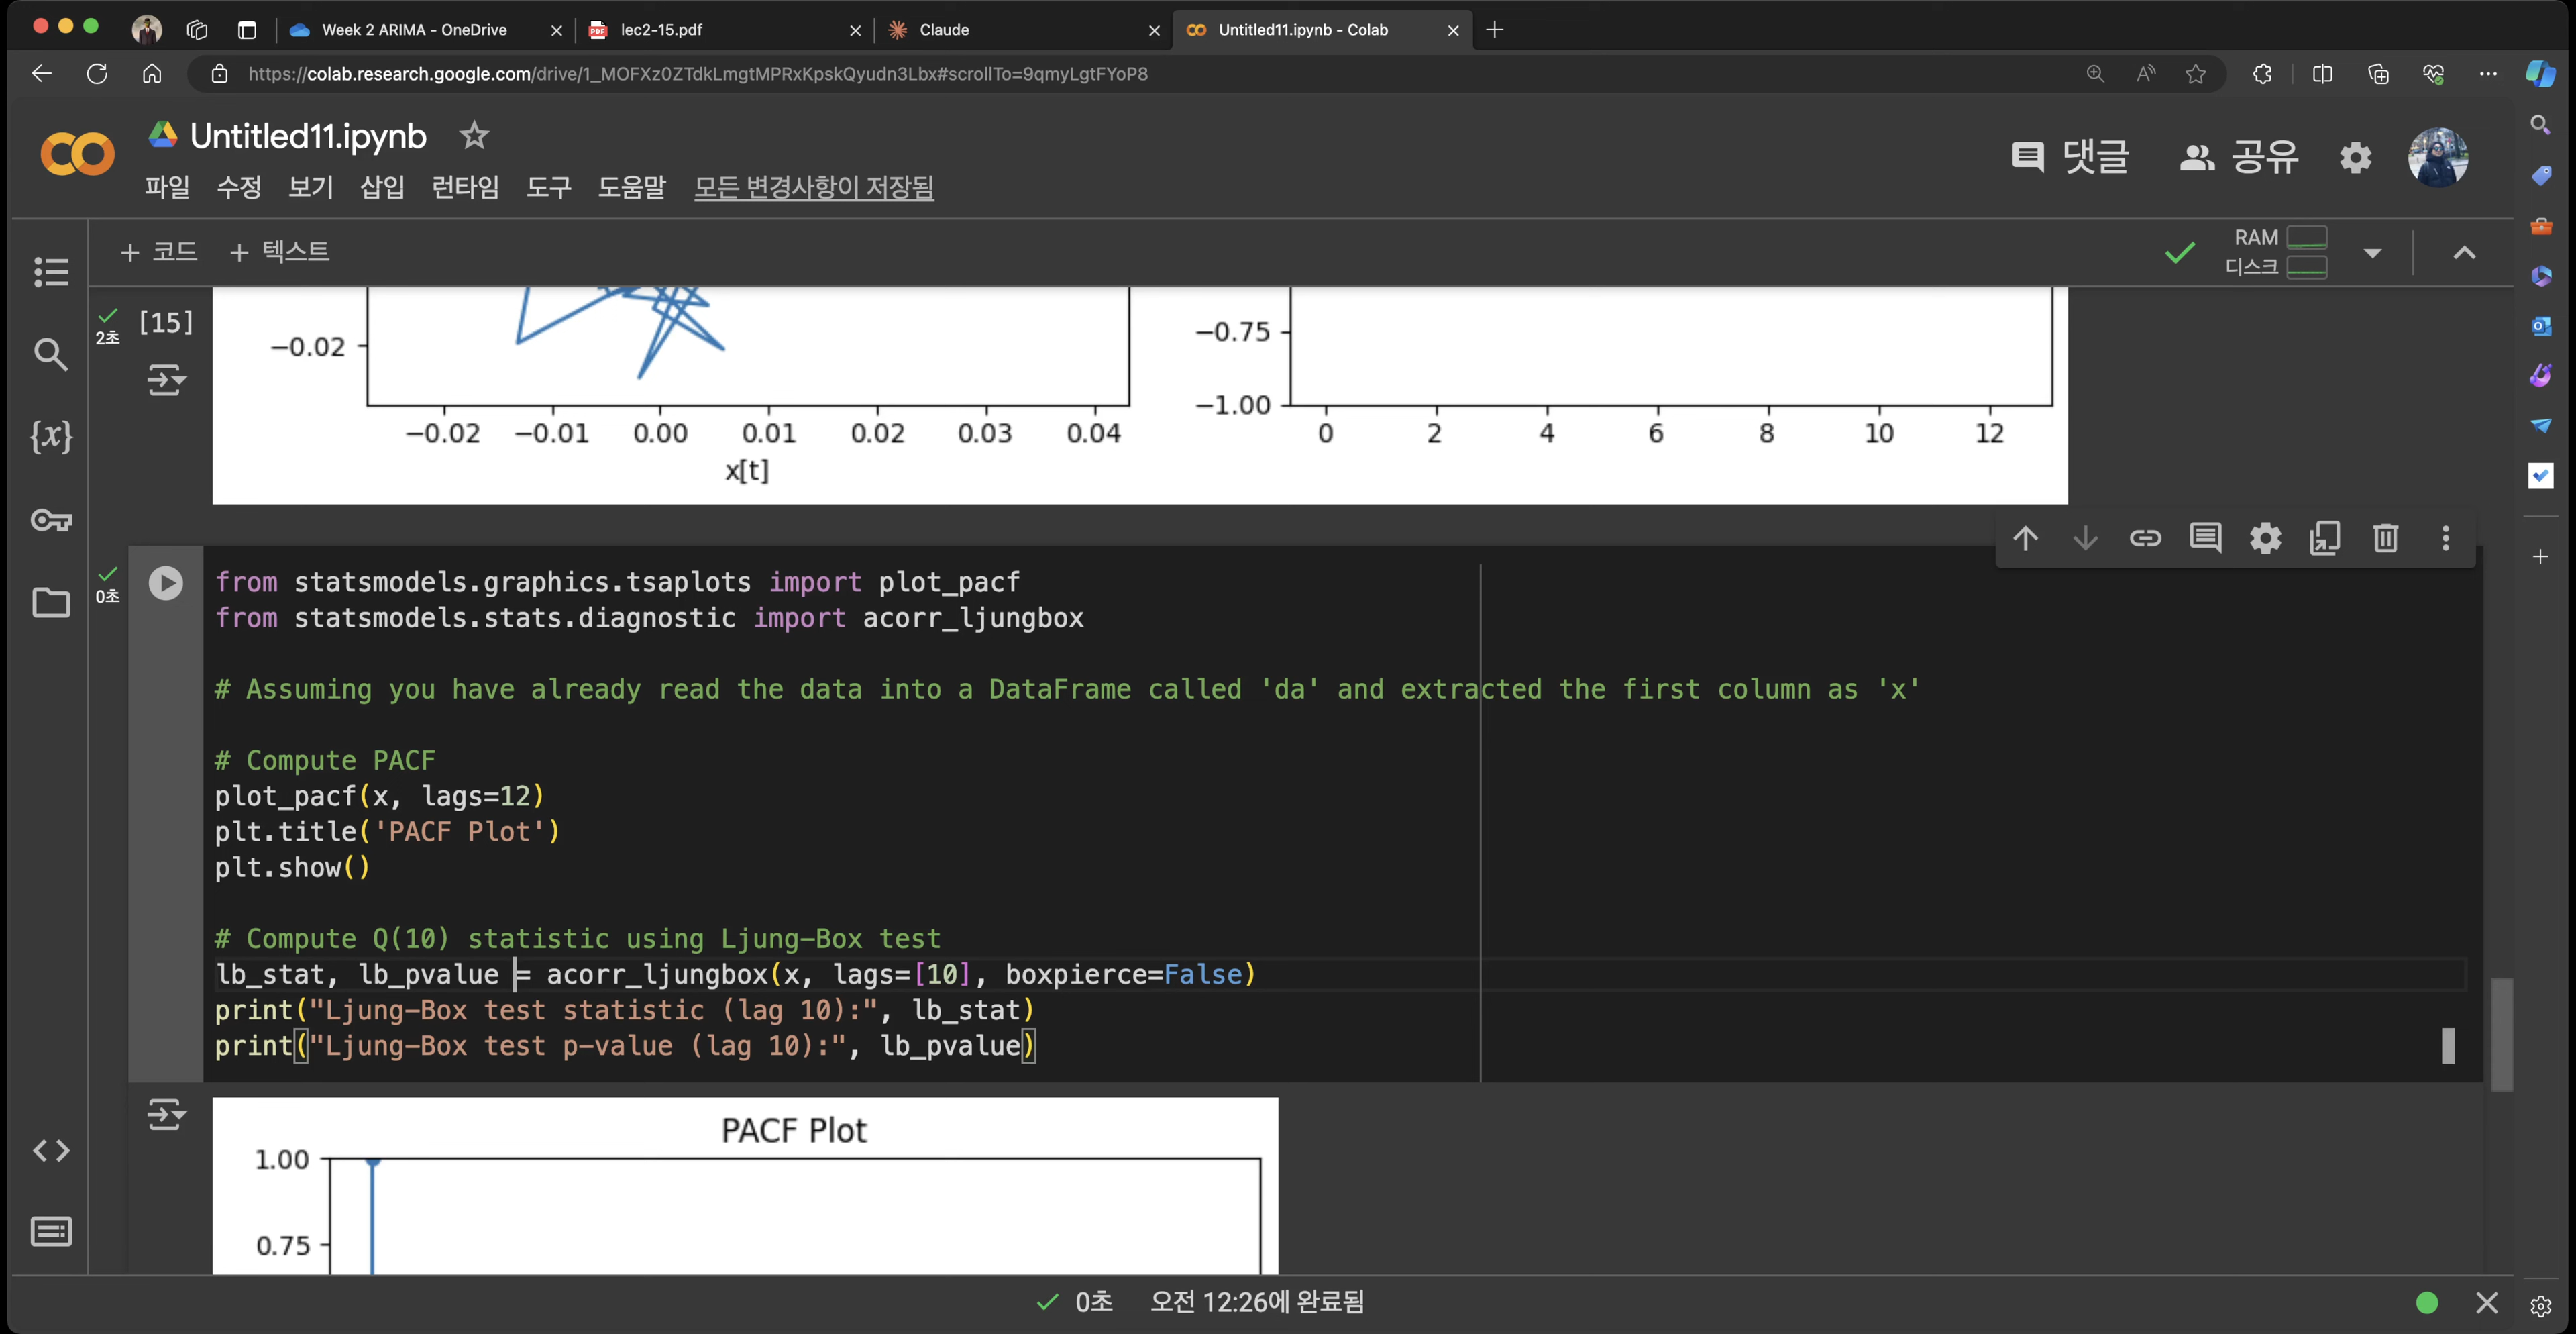 Week 2 ARIMA - OneDrive
lec2-15.pdf
Claude
Untitled11.ipynb - Colab
https://colab.research.google.com/drive/1_MOFXz0ZTdkLmgtMPRxKpskQyudn3Lbx#scrollTo=9qmyLgtFYoP8
Untitled11.ipynb
댓글
공유
파일 수정 보기 삽입 런타임 도구 도움말 모든 변경사항이 저장됨
+ 코드 + 텍스트
RAM
디스크
2초
[15]
−0.02
−0.02 −0.01 0.00 0.01 0.02 0.03 0.04
x[t]
−0.75
−1.00
0 2 4 6 8 10 12
{x}
0초
from statsmodels.graphics.tsaplots import plot_pacf
from statsmodels.stats.diagnostic import acorr_ljungbox
# Assuming you have already read the data into a DataFrame called 'da' and extracted the first column as 'x'
# Compute PACF
plot_pacf(x, lags=12)
plt.title('PACF Plot')
plt.show()
# Compute Q(10) statistic using Ljung-Box test
lb_stat, lb_pvalue = acorr_ljungbox(x, lags=[10], boxpierce=False)
print("Ljung-Box test statistic (lag 10):", lb_stat)
print("Ljung-Box test p-value (lag 10):", lb_pvalue)
PACF Plot
1.00
0.75
0초 오전 12:26에 완료됨